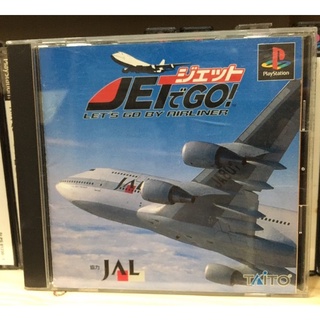 ジェット
JETでGO!
LET'S GO BY AIRLINER
PlayStation
JAL
協力 JAL
TAITO